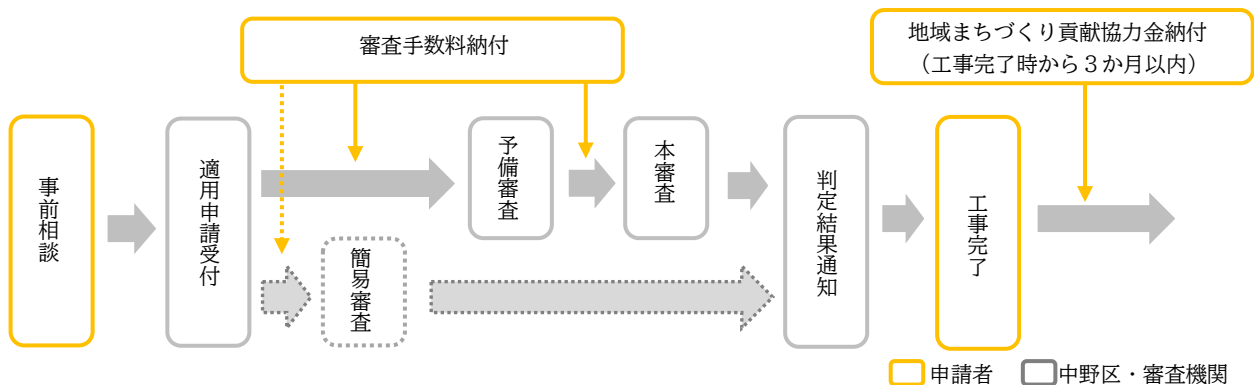 審査手数料納付
地域まちづくり貢献協力金納付
(工事完了時から３か月以内)
事前相談
適用申請受付
予備審査
本審査
簡易審査
判定結果通知
工事完了
申請者
中野区・審査機関